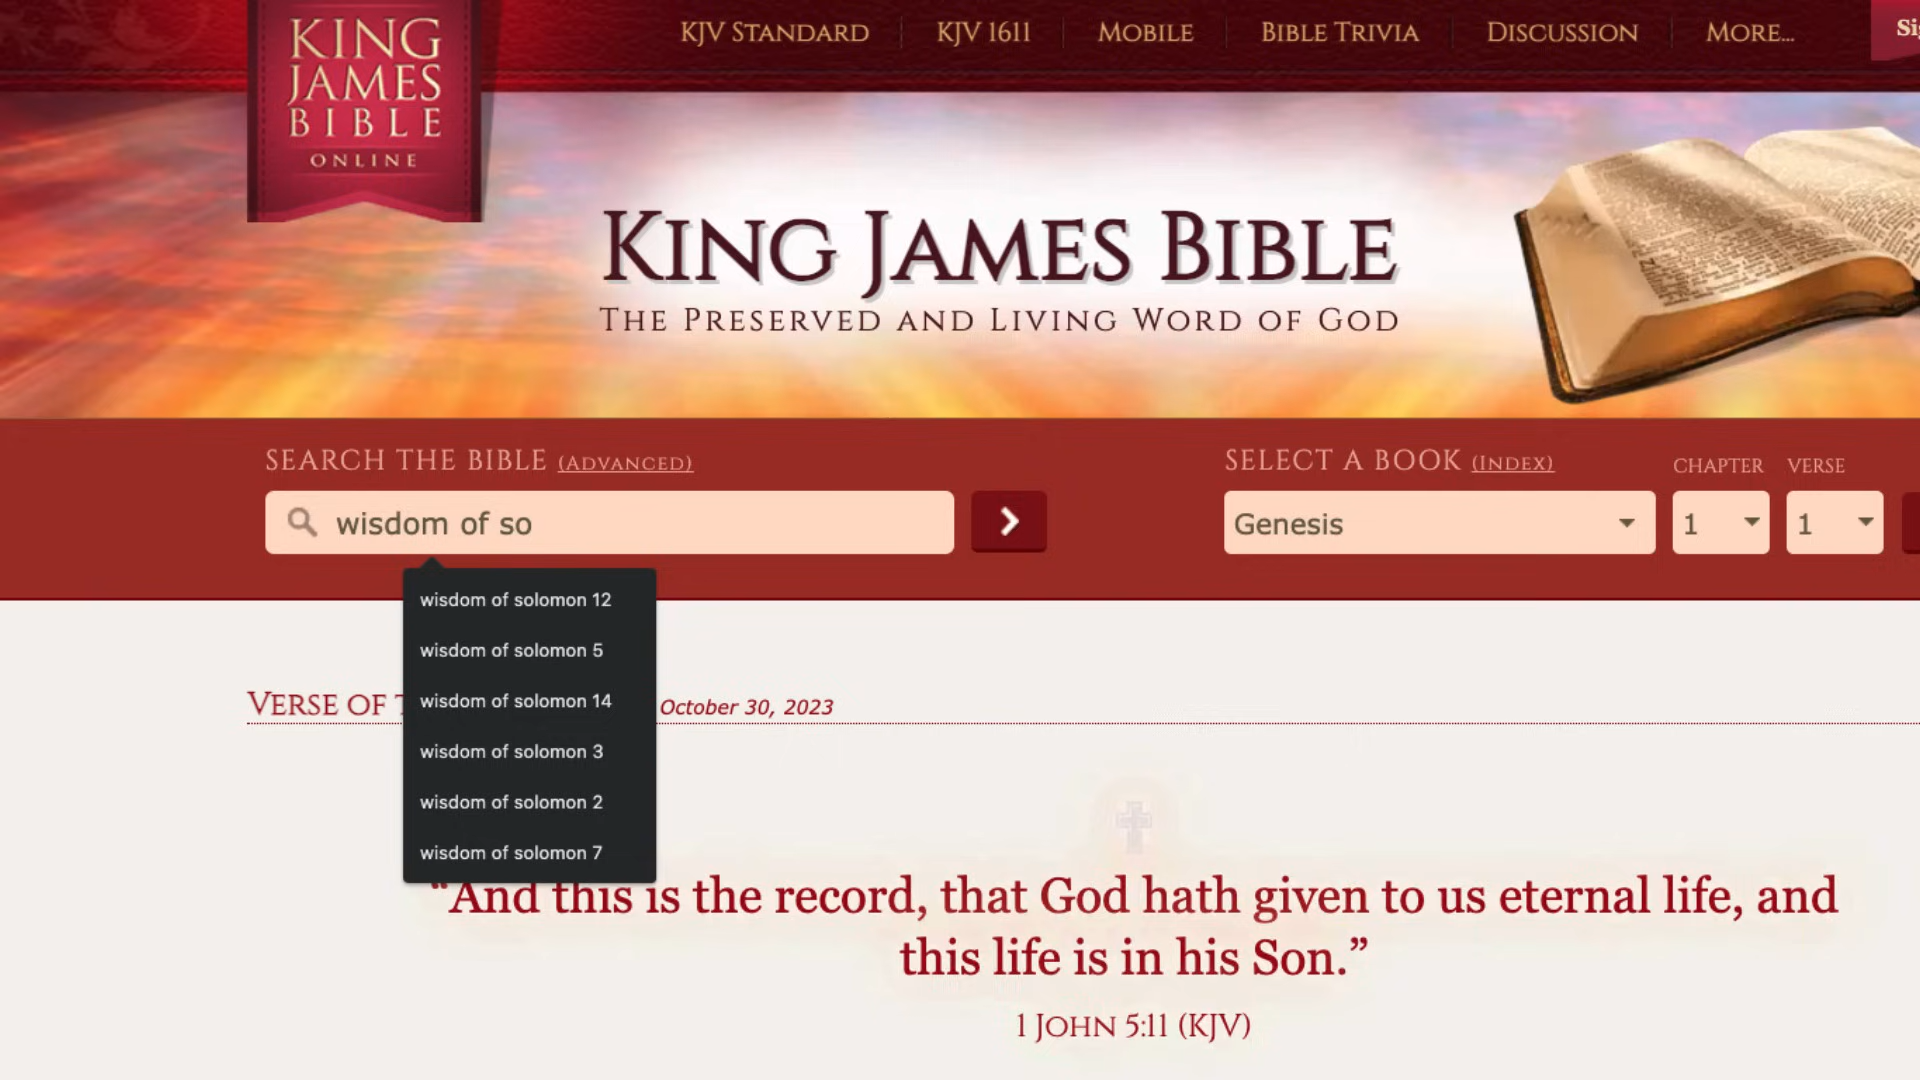 KING
JAMES
BIBLE
ONLINE
KJV STANDARD
KJV 1611
MOBILE
BIBLE TRIVIA
DISCUSSION
MORE...
KING JAMES BIBLE
THE PRESERVED AND LIVING WORD OF GOD
SEARCH THE BIBLE (ADVANCED)
wisdom of so
SELECT A BOOK (INDEX)
CHAPTER
VERSE
Genesis
1
1
wisdom of solomon 12
wisdom of solomon 5
wisdom of solomon 14
wisdom of solomon 3
wisdom of solomon 2
wisdom of solomon 7
VERSE OF
October 30, 2023
“And this is the record, that God hath given to us eternal life, and
this life is in his Son.”
1 JOHN 5:11 (KJV)